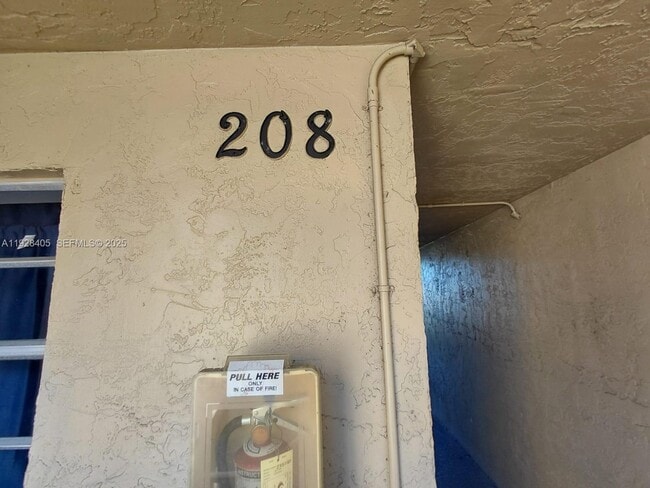 208
A11928405 SEFMLS© 2025
PULL HERE
ONLY
IN CASE OF FIRE!